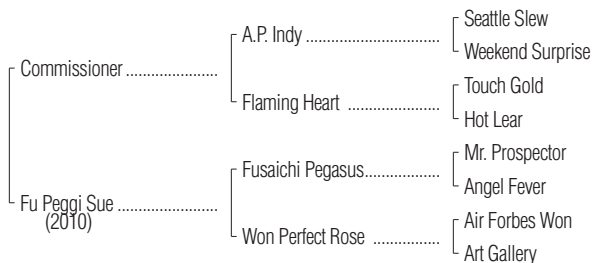 Seattle Slew
A.P. Indy ................................
Weekend Surprise
Commissioner ......................
Touch Gold
Flaming Heart ......................
Hot Lear
Mr. Prospector
Fusaichi Pegasus..................
Angel Fever
Fu Peggi Sue ........................
(2010)
Air Forbes Won
Won Perfect Rose ................
Art Gallery